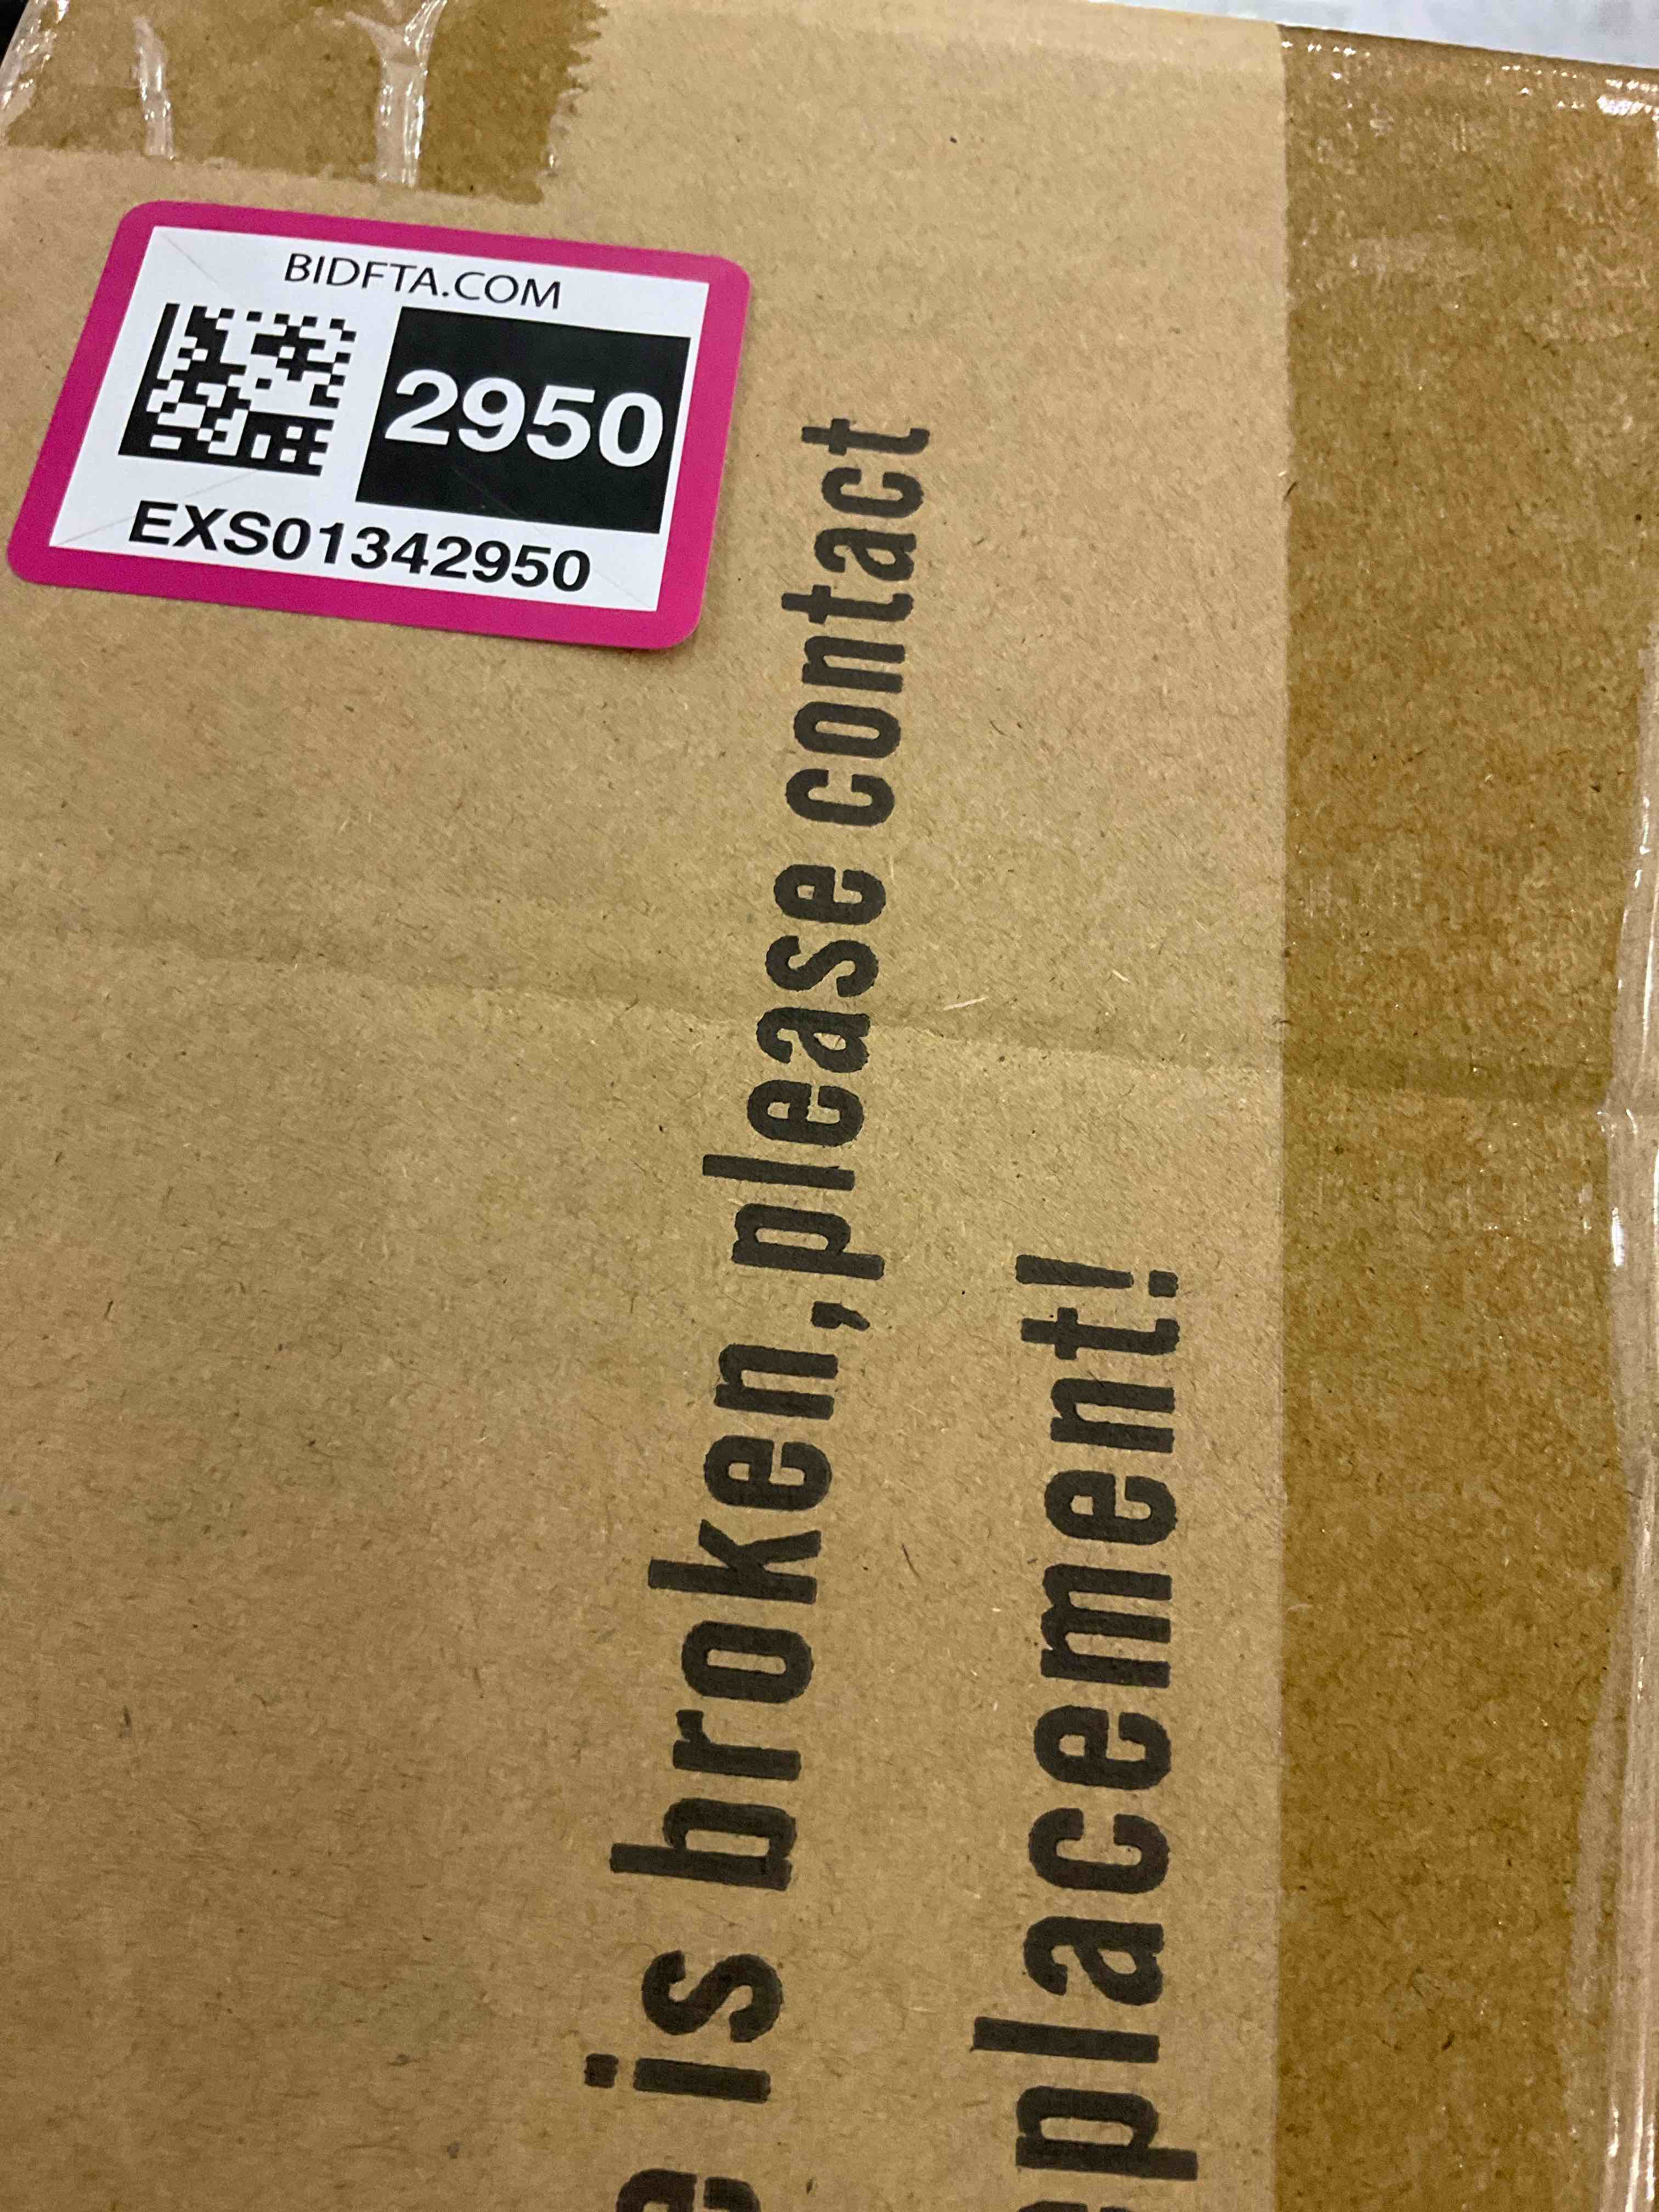 BIDFTA.COM
2950
EXS01342950
is broken,please contact
placement!